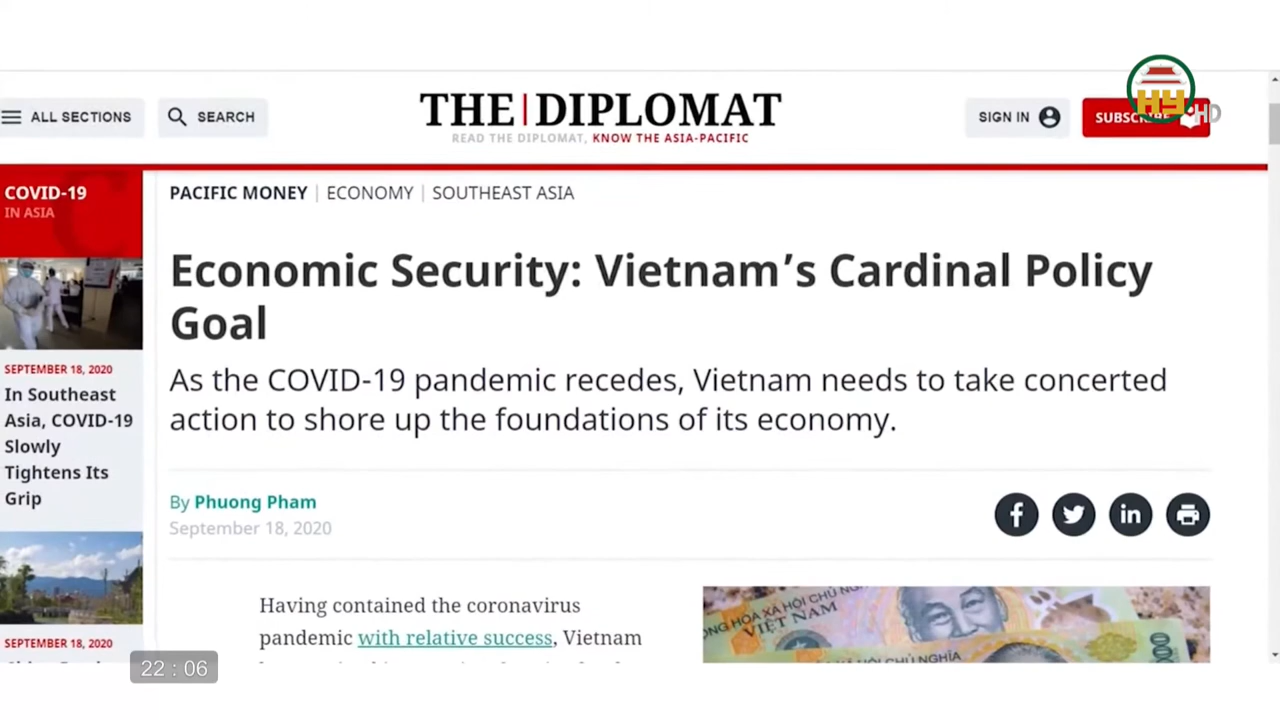 ALL SECTIONS
SEARCH
THE|DIPLOMAT
READ THE DIPLOMAT, KNOW THE ASIA-PACIFIC
SIGN IN
HY HD
COVID-19
IN ASIA
PACIFIC MONEY | ECONOMY | SOUTHEAST ASIA
Economic Security: Vietnam’s Cardinal Policy
Goal
As the COVID-19 pandemic recedes, Vietnam needs to take concerted
action to shore up the foundations of its economy.
SEPTEMBER 18, 2020
In Southeast
Asia, COVID-19
Slowly
Tightens Its
Grip
By Phuong Pham
September 18, 2020
Having contained the coronavirus
pandemic with relative success, Vietnam
VIỆT NAM
SEPTEMBER 18, 2020
22 : 06